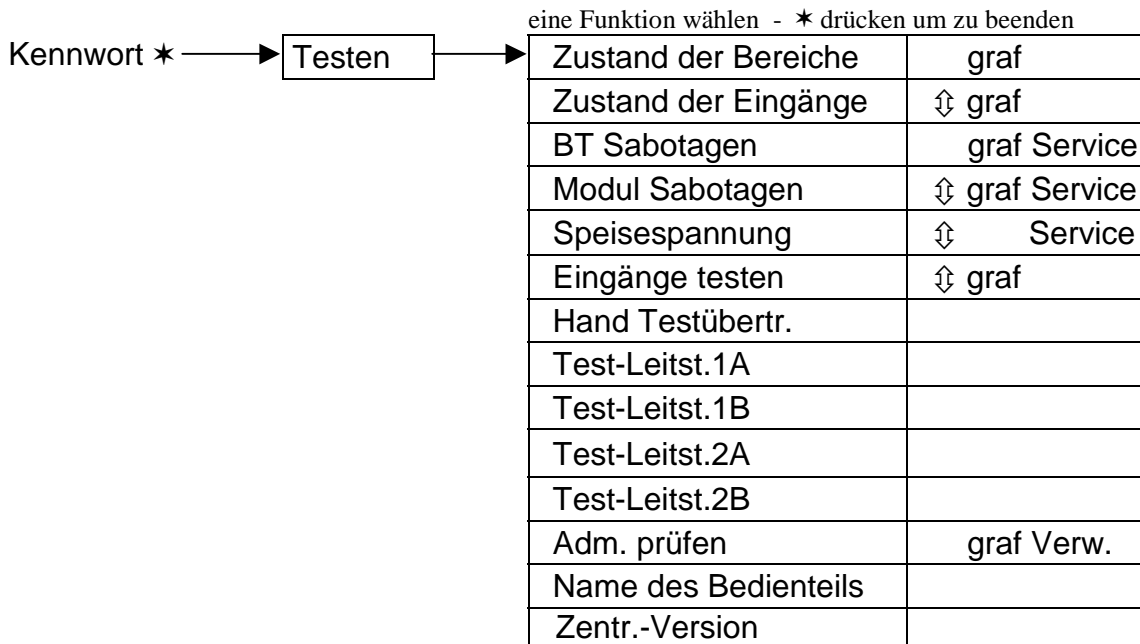 eine Funktion wählen - ✶ drücken um zu beenden
Kennwort ✶ Testen Zustand der Bereiche graf
Zustand der Eingänge ⇳ graf
BT Sabotagen graf Service
Modul Sabotagen ⇳ graf Service
Speisespannung ⇳ Service
Eingänge testen ⇳ graf
Hand Testübertr.
Test-Leitst.1A
Test-Leitst.1B
Test-Leitst.2A
Test-Leitst.2B
Adm. prüfen graf Verw.
Name des Bedienteils
Zentr.-Version